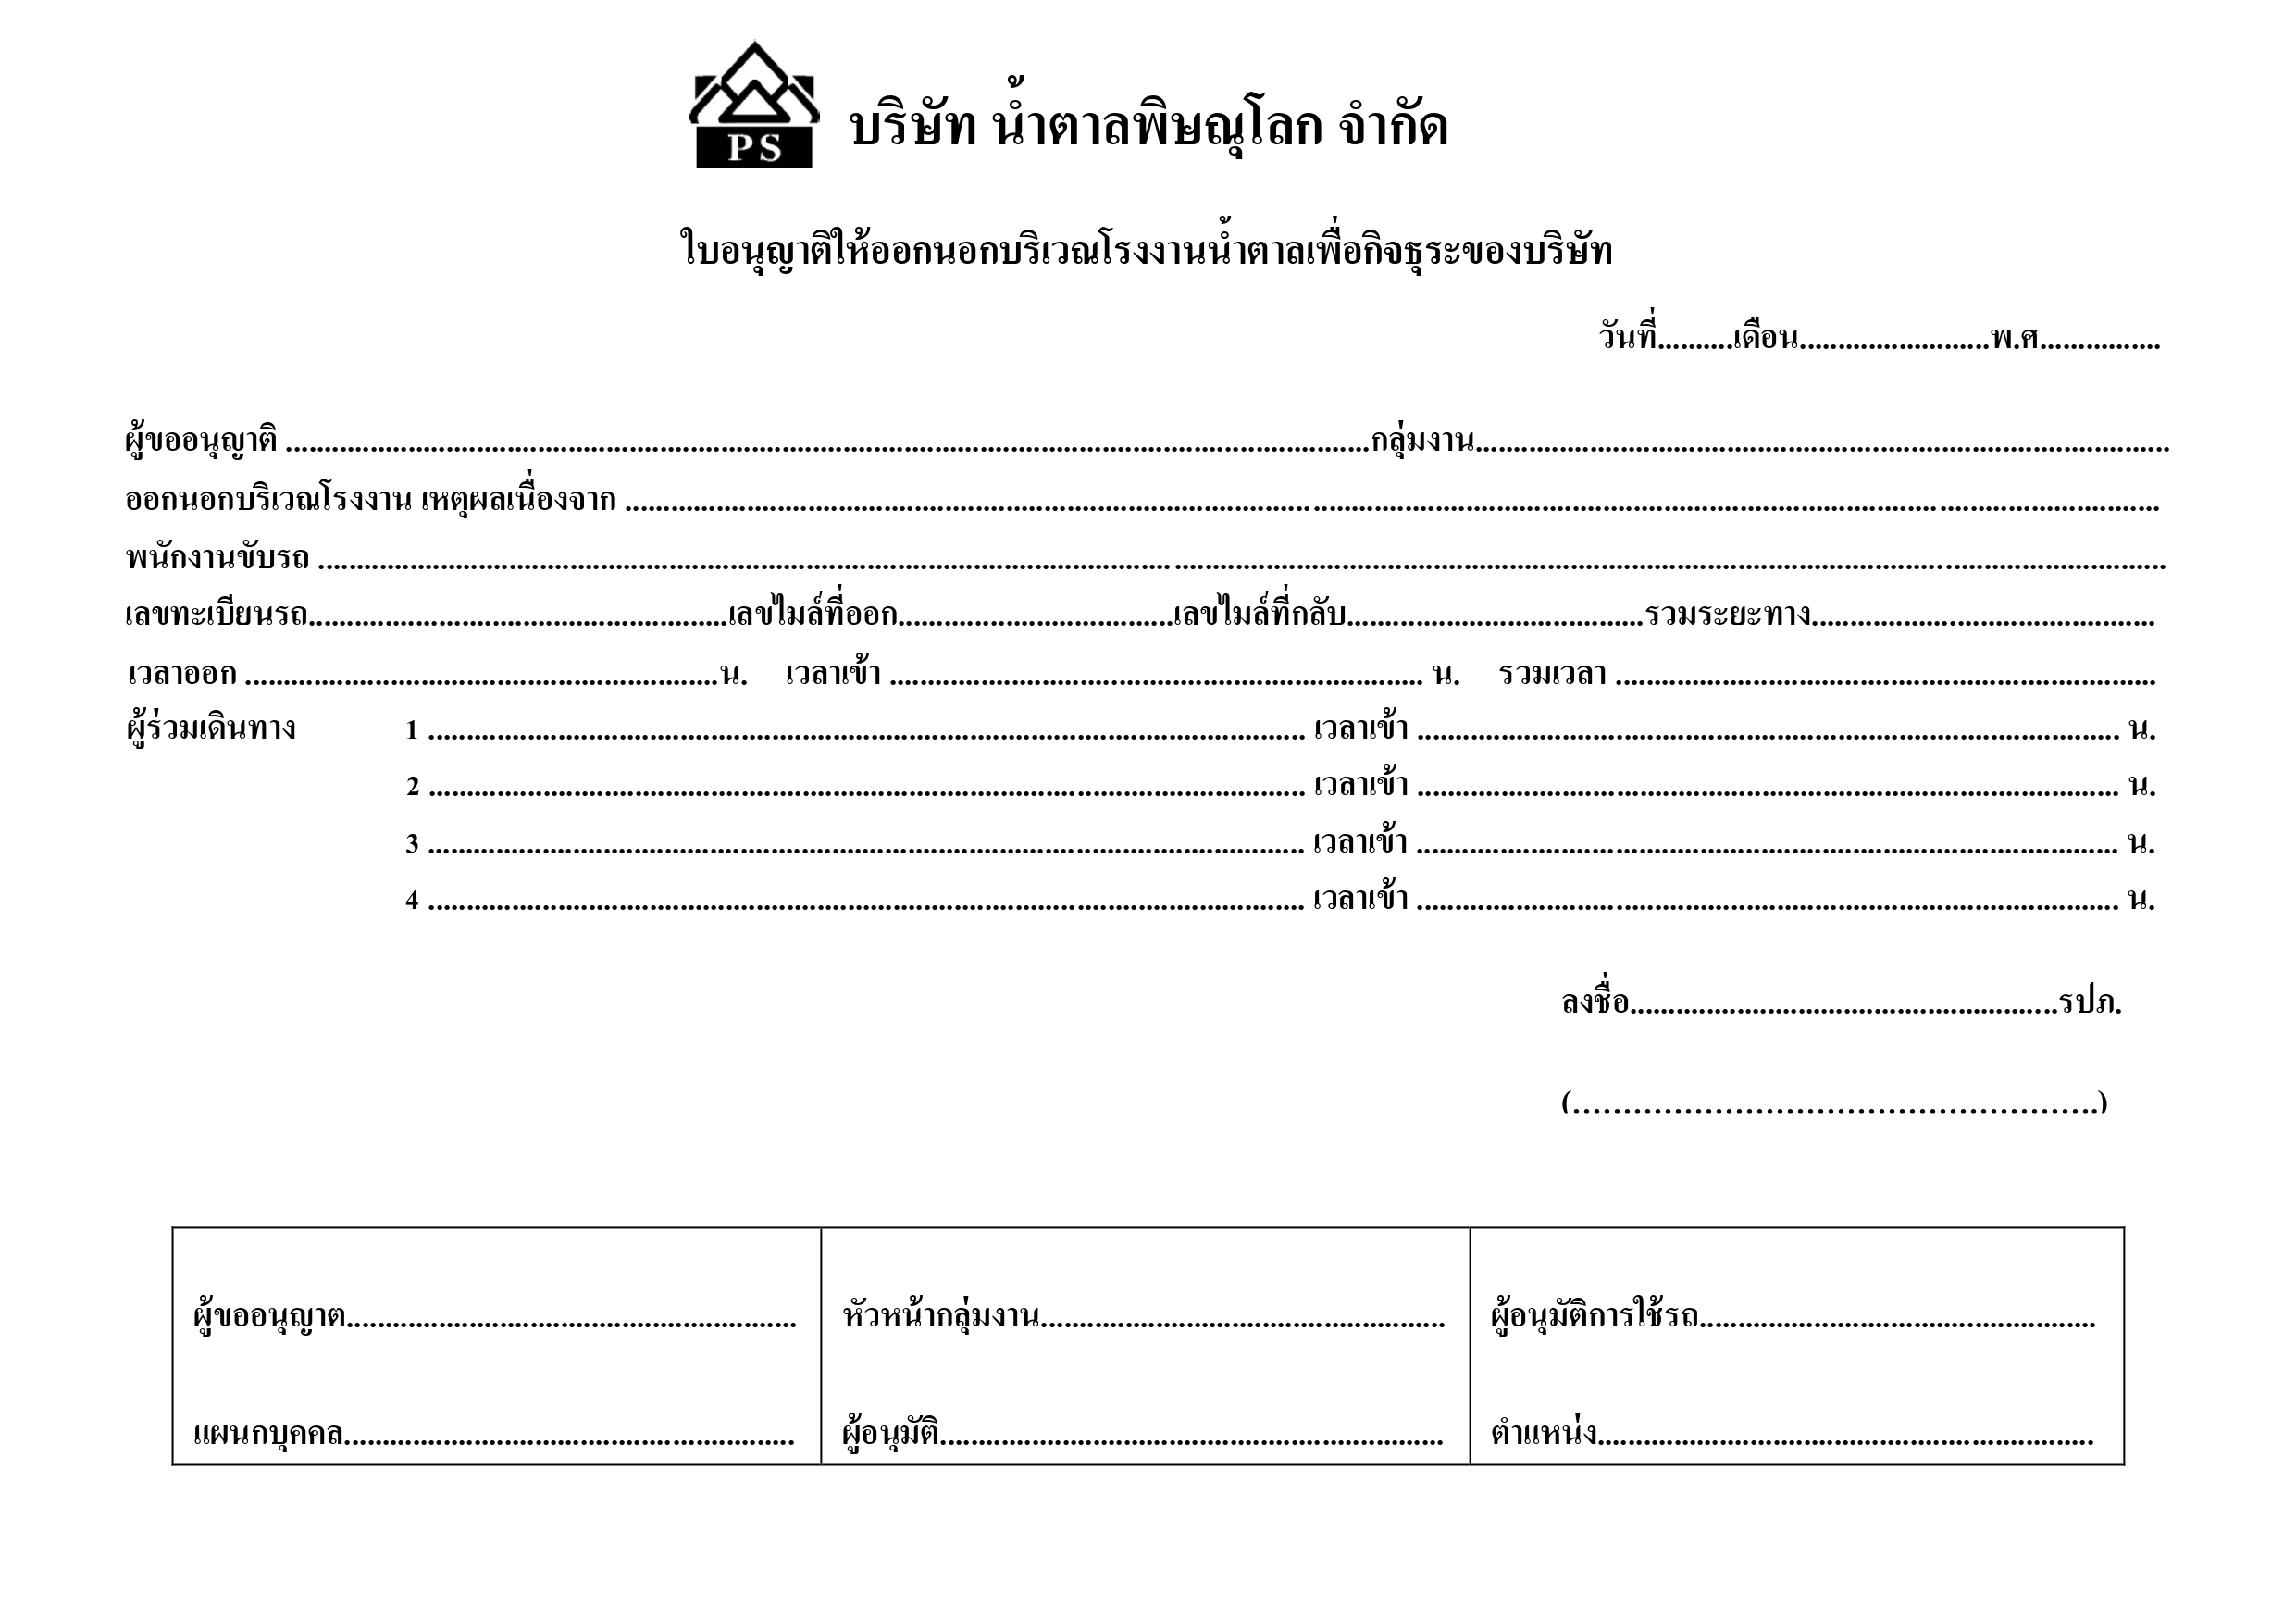 PS
บริษัท น้ำตาลพิษณุโลก จำกัด
ใบอนุญาติให้ออกนอกบริเวณโรงงานน้ำตาลเพื่อกิจธุระของบริษัท
วันที่..........เดือน.........................พ.ศ................
ผู้ขออนุญาติ ..............................................................................กลุ่มงาน..................................................
ออกนอกบริเวณโรงงาน เหตุผลเนื่องจาก ..............................................................................
พนักงานขับรถ ..............................................................................
เลขทะเบียนรถ..............................เลขไมล์ที่ออก..............................เลขไมล์ที่กลับ..............................รวมระยะทาง..............................
เวลาออก ..............................น. เวลาเข้า .............................. น. รวมเวลา ..............................
ผู้ร่วมเดินทาง 1 .................................................. เวลาเข้า .................................................. น.
2 .................................................. เวลาเข้า .................................................. น.
3 .................................................. เวลาเข้า .................................................. น.
4 .................................................. เวลาเข้า .................................................. น.
ลงชื่อ..................................................รปภ.
(..................................................)
ผู้ขออนุญาต.............................. หัวหน้ากลุ่มงาน.............................. ผู้อนุมัติการใช้รถ..............................
แผนกบุคคล.............................. ผู้อนุมัติ.............................. ตำแหน่ง..............................